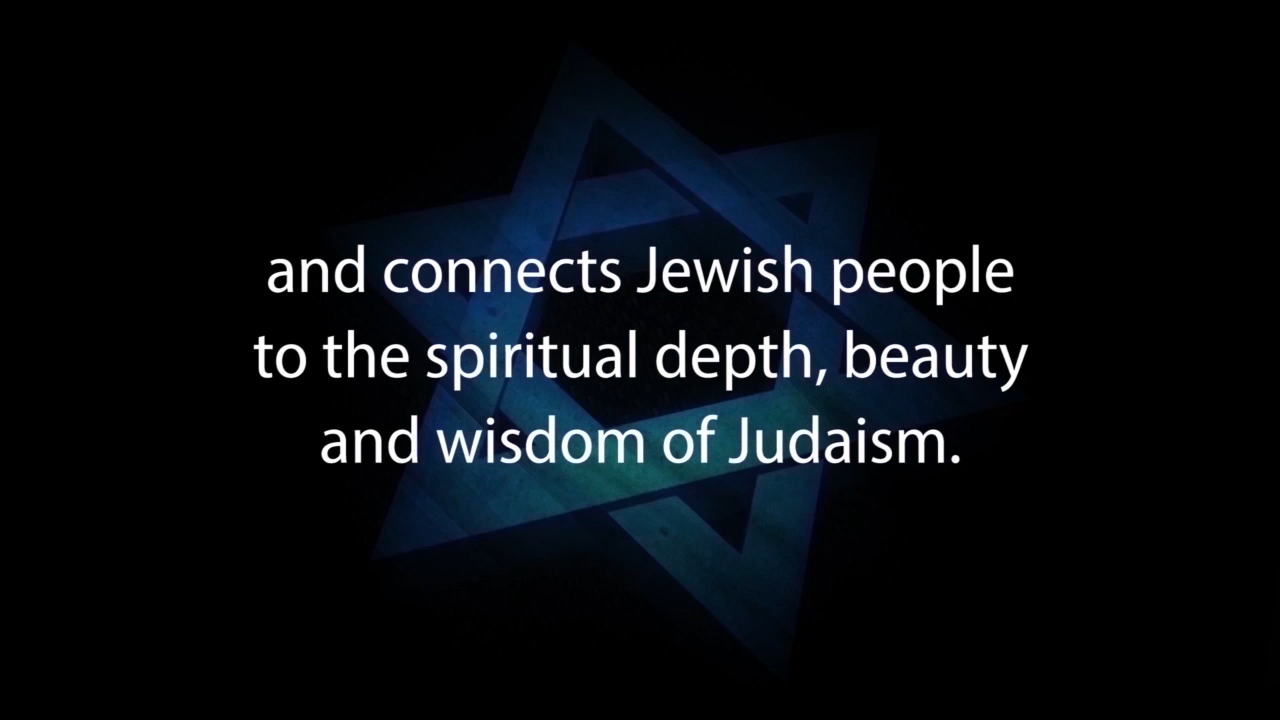 and connects Jewish people
to the spiritual depth, beauty
and wisdom of Judaism.